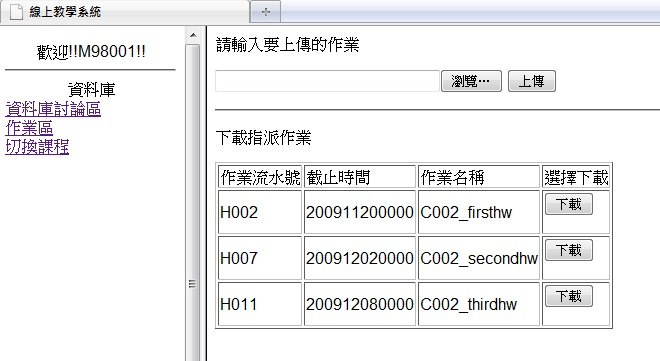 線上教學系統
歡迎!!M98001!!
資料庫
資料庫討論區
作業區
切換課程
請輸入要上傳的作業
瀏覽… 上傳
下載指派作業
作業流水號 截止時間 作業名稱 選擇下載
H002 200911200000 C002_firsthw 下載
H007 200912020000 C002_secondhw 下載
H011 200912080000 C002_thirdhw 下載